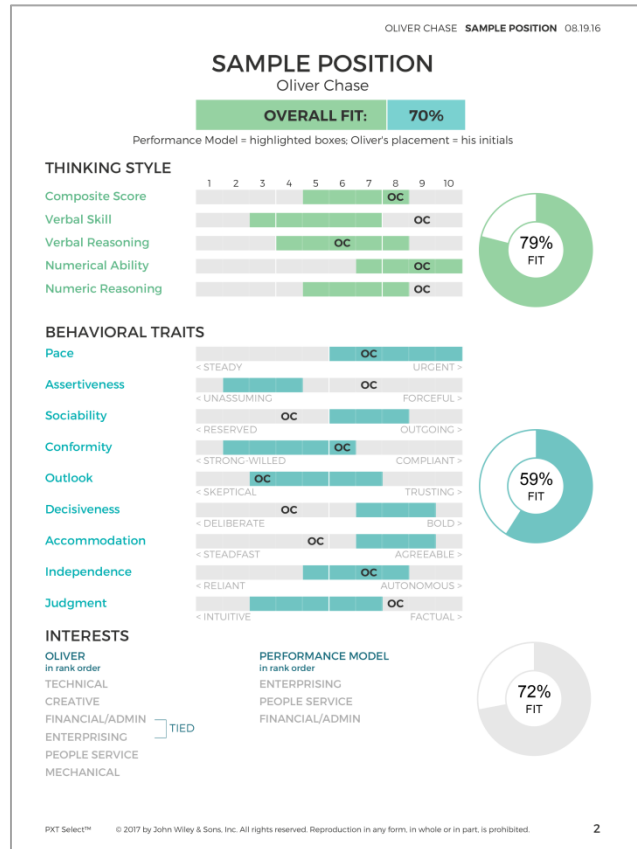 OLIVER CHASE SAMPLE POSITION 08.19.16
SAMPLE POSITION
Oliver Chase
OVERALL FIT: 70%
Performance Model = highlighted boxes; Oliver's placement = his initials
THINKING STYLE
1 2 3 4 5 6 7 8 9 10
Composite Score OC
Verbal Skill OC
Verbal Reasoning OC
Numerical Ability OC
Numeric Reasoning OC
79%
FIT
BEHAVIORAL TRAITS
Pace OC
< STEADY URGENT >
Assertiveness OC
< UNASSUMING FORCEFUL >
Sociability OC
< RESERVED OUTGOING >
Conformity OC
< STRONG-WILLED COMPLIANT >
Outlook OC
< SKEPTICAL TRUSTING >
Decisiveness OC
< DELIBERATE BOLD >
Accommodation OC
< STEADFAST AGREEABLE >
Independence OC
< RELIANT AUTONOMOUS >
Judgment OC
< INTUITIVE FACTUAL >
59%
FIT
INTERESTS
OLIVER
in rank order
TECHNICAL
CREATIVE
FINANCIAL/ADMIN
ENTERPRISING
TIED
PEOPLE SERVICE
MECHANICAL
PERFORMANCE MODEL
in rank order
ENTERPRISING
PEOPLE SERVICE
FINANCIAL/ADMIN
72%
FIT
PXT Select™ © 2017 by John Wiley & Sons, Inc. All rights reserved. Reproduction in any form, in whole or in part, is prohibited. 2